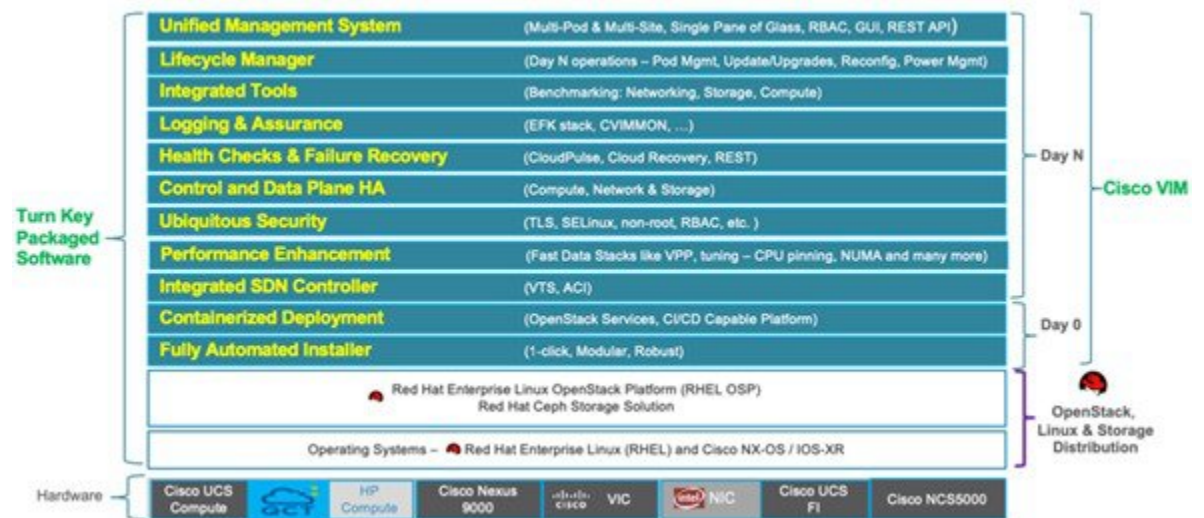 Unified Management System (Multi-Pod & Multi-Site, Single Pane of Glass, RBAC, GUI, REST API)
Lifecycle Manager (Day N operations – Pod Mgmt, Update/Upgrades, Reconfig, Power Mgmt)
Integrated Tools (Benchmarking: Networking, Storage, Compute)
Logging & Assurance (EFK stack, CVIMMON, …)
Health Checks & Failure Recovery (CloudPulse, Cloud Recovery, REST)
Control and Data Plane HA (Compute, Network & Storage)
Ubiquitous Security (TLS, SELinux, non-root, RBAC, etc. )
Performance Enhancement (Fast Data Stacks like VPP, tuning – CPU pinning, NUMA and many more)
Integrated SDN Controller (VTS, ACI)
Containerized Deployment (OpenStack Services, CI/CD Capable Platform)
Fully Automated Installer (1-click, Modular, Robust)
Red Hat Enterprise Linux OpenStack Platform (RHEL OSP)
Red Hat Ceph Storage Solution
Operating Systems – Red Hat Enterprise Linux (RHEL) and Cisco NX-OS / IOS-XR
Turn Key
Packaged
Software
Day N
Cisco VIM
Day 0
OpenStack,
Linux & Storage
Distribution
Hardware
Cisco UCS
Compute
QCT
HP
Compute
Cisco Nexus
9000
CISCO VIC
intel NIC
Cisco UCS
FI
Cisco NCS5000